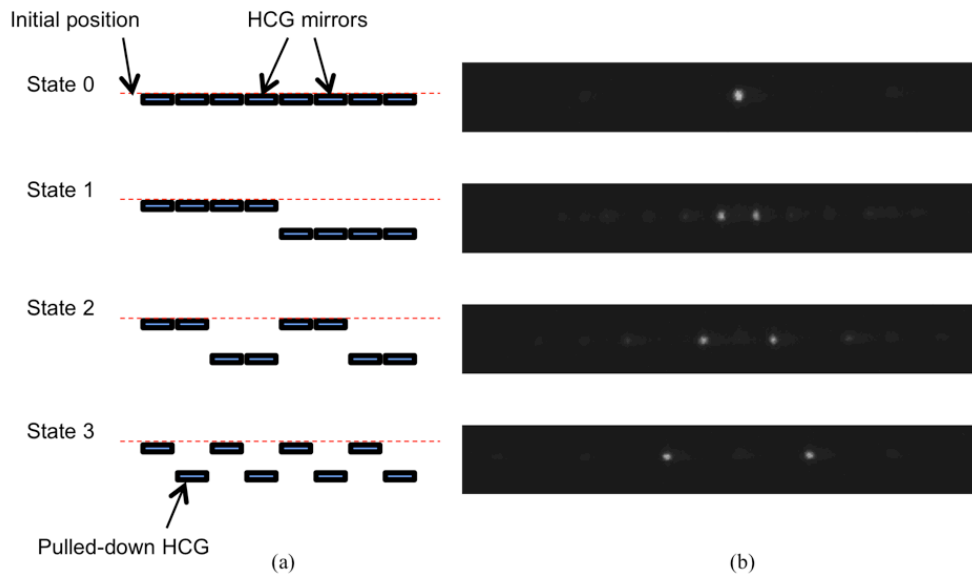 Initial position
HCG mirrors
State 0
State 1
State 2
State 3
Pulled-down HCG
(a)
(b)